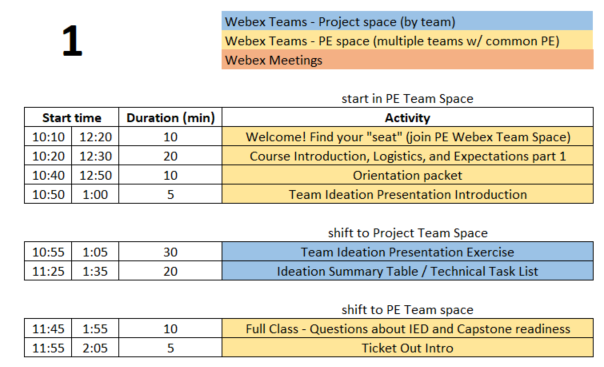 1
Webex Teams - Project space (by team)
Webex Teams - PE space (multiple teams w/ common PE)
Webex Meetings
start in PE Team Space
Start time Duration (min) Activity
10:10 12:20 10 Welcome! Find your "seat" (join PE Webex Team Space)
10:20 12:30 20 Course Introduction, Logistics, and Expectations part 1
10:40 12:50 10 Orientation packet
10:50 1:00 5 Team Ideation Presentation Introduction
shift to Project Team Space
10:55 1:05 30 Team Ideation Presentation Exercise
11:25 1:35 20 Ideation Summary Table / Technical Task List
shift to PE Team space
11:45 1:55 10 Full Class - Questions about IED and Capstone readiness
11:55 2:05 5 Ticket Out Intro